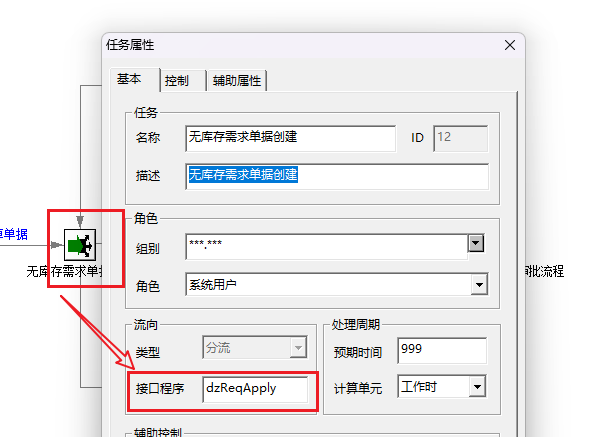 任务属性
基本 控制 辅助属性
任务
名称 无库存需求单据创建 ID 12
描述 无库存需求单据创建
角色
单据
组别 ***.***
无库存需求单据
批流程
角色 系统用户
流向 处理周期
类型 分流 预期时间 999
接口程序 dzReqApply 计算单元 工作时
辅助控制